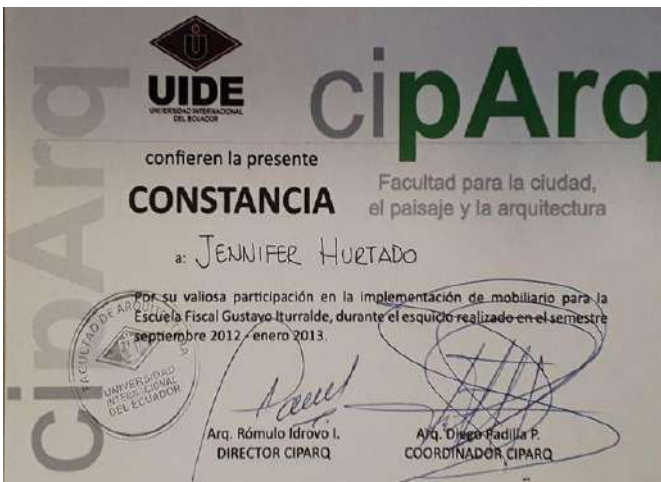 UIDE
UNIVERSIDAD INTERNACIONAL
DEL ECUADOR
cipArq
cipArq
confieren la presente
CONSTANCIA
Facultad para la ciudad,
el paisaje y la arquitectura
a: JENNIFER HURTADO
Por su valiosa participación en la implementación de mobiliario para la
Escuela Fiscal Gustavo Iturralde, durante el esquicio realizado en el semestre
septiembre 2012 - enero 2013.
FACULTAD DE ARQUITECTURA
UNIVERSIDAD
INTERNACIONAL
DEL ECUADOR
Arq. Rómulo Idrovo I.
DIRECTOR CIPARQ
Arq. Diego Padilla P.
COORDINADOR CIPARQ